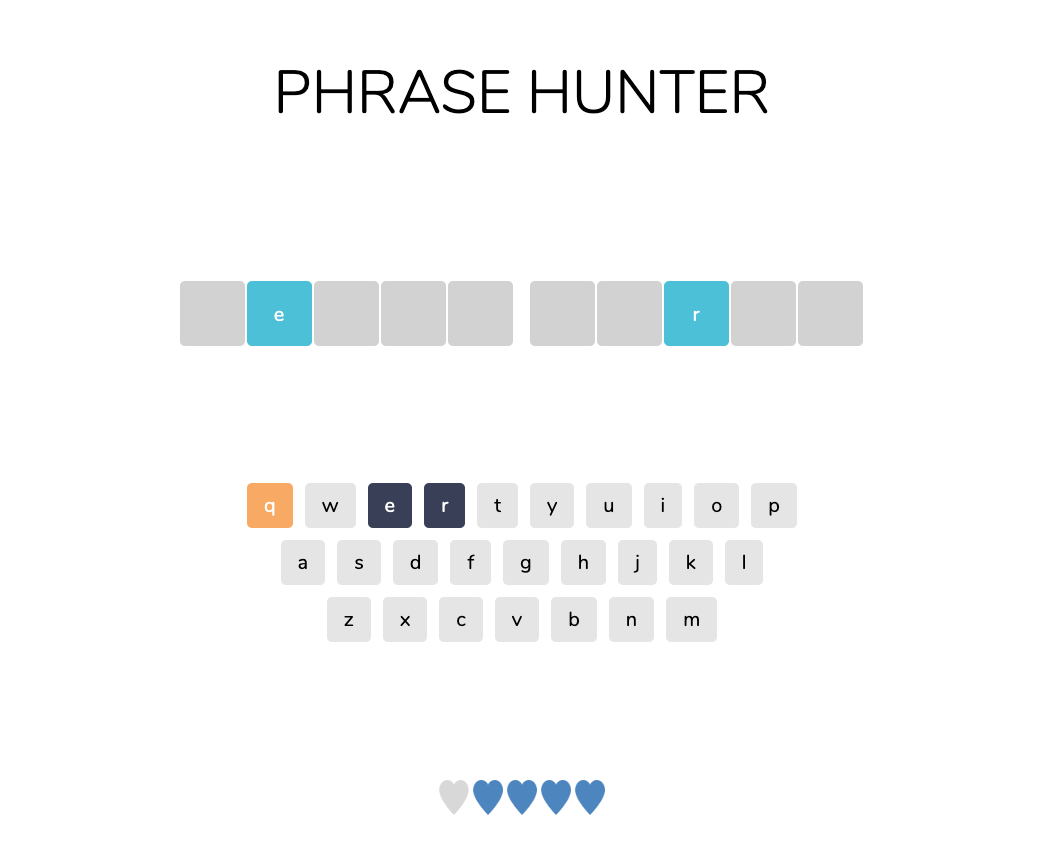 PHRASE HUNTER
e r
q w e r t y u i o p
a s d f g h j k l
z x c v b n m